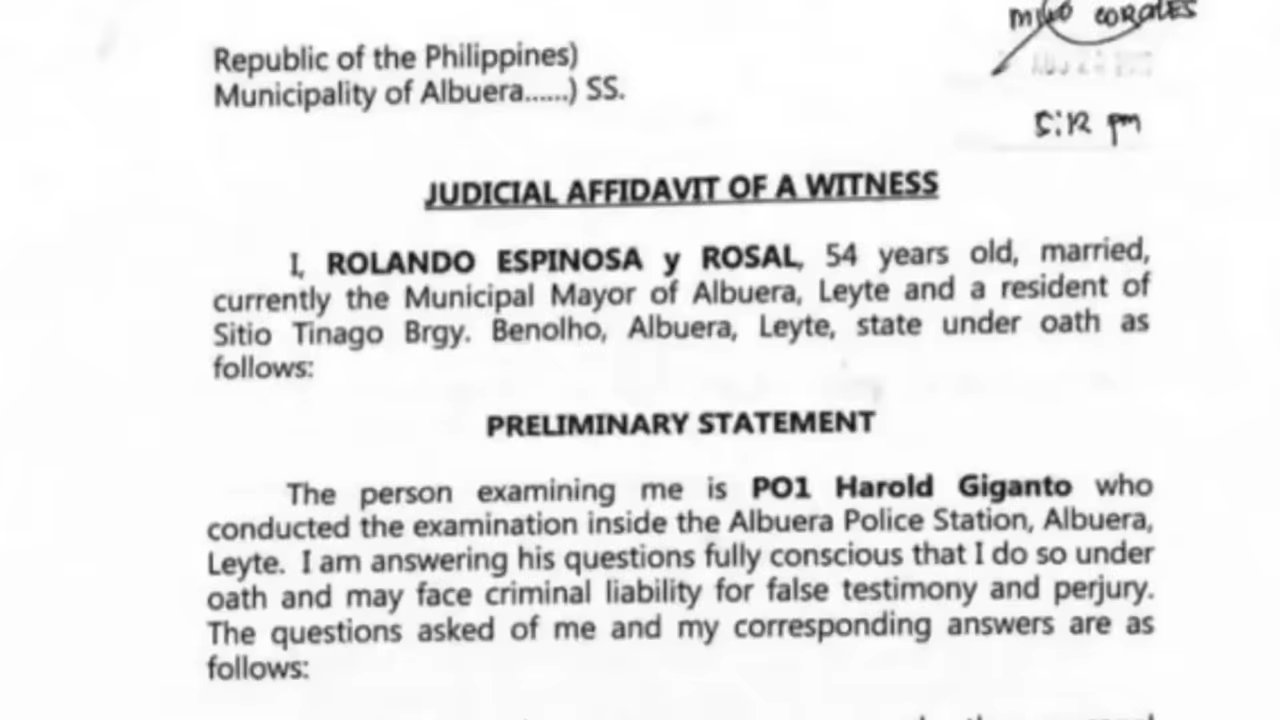 CORALES
Republic of the Philippines)
Municipality of Albuera......) SS.
5:12 pm
JUDICIAL AFFIDAVIT OF A WITNESS
I, ROLANDO ESPINOSA y ROSAL, 54 years old, married,
currently the Municipal Mayor of Albuera, Leyte and a resident of
Sitio Tinago Brgy. Benolho, Albuera, Leyte, state under oath as
follows:
PRELIMINARY STATEMENT
The person examining me is PO1 Harold Giganto who
conducted the examination inside the Albuera Police Station, Albuera,
Leyte. I am answering his questions fully conscious that I do so under
oath and may face criminal liability for false testimony and perjury.
The questions asked of me and my corresponding answers are as
follows: